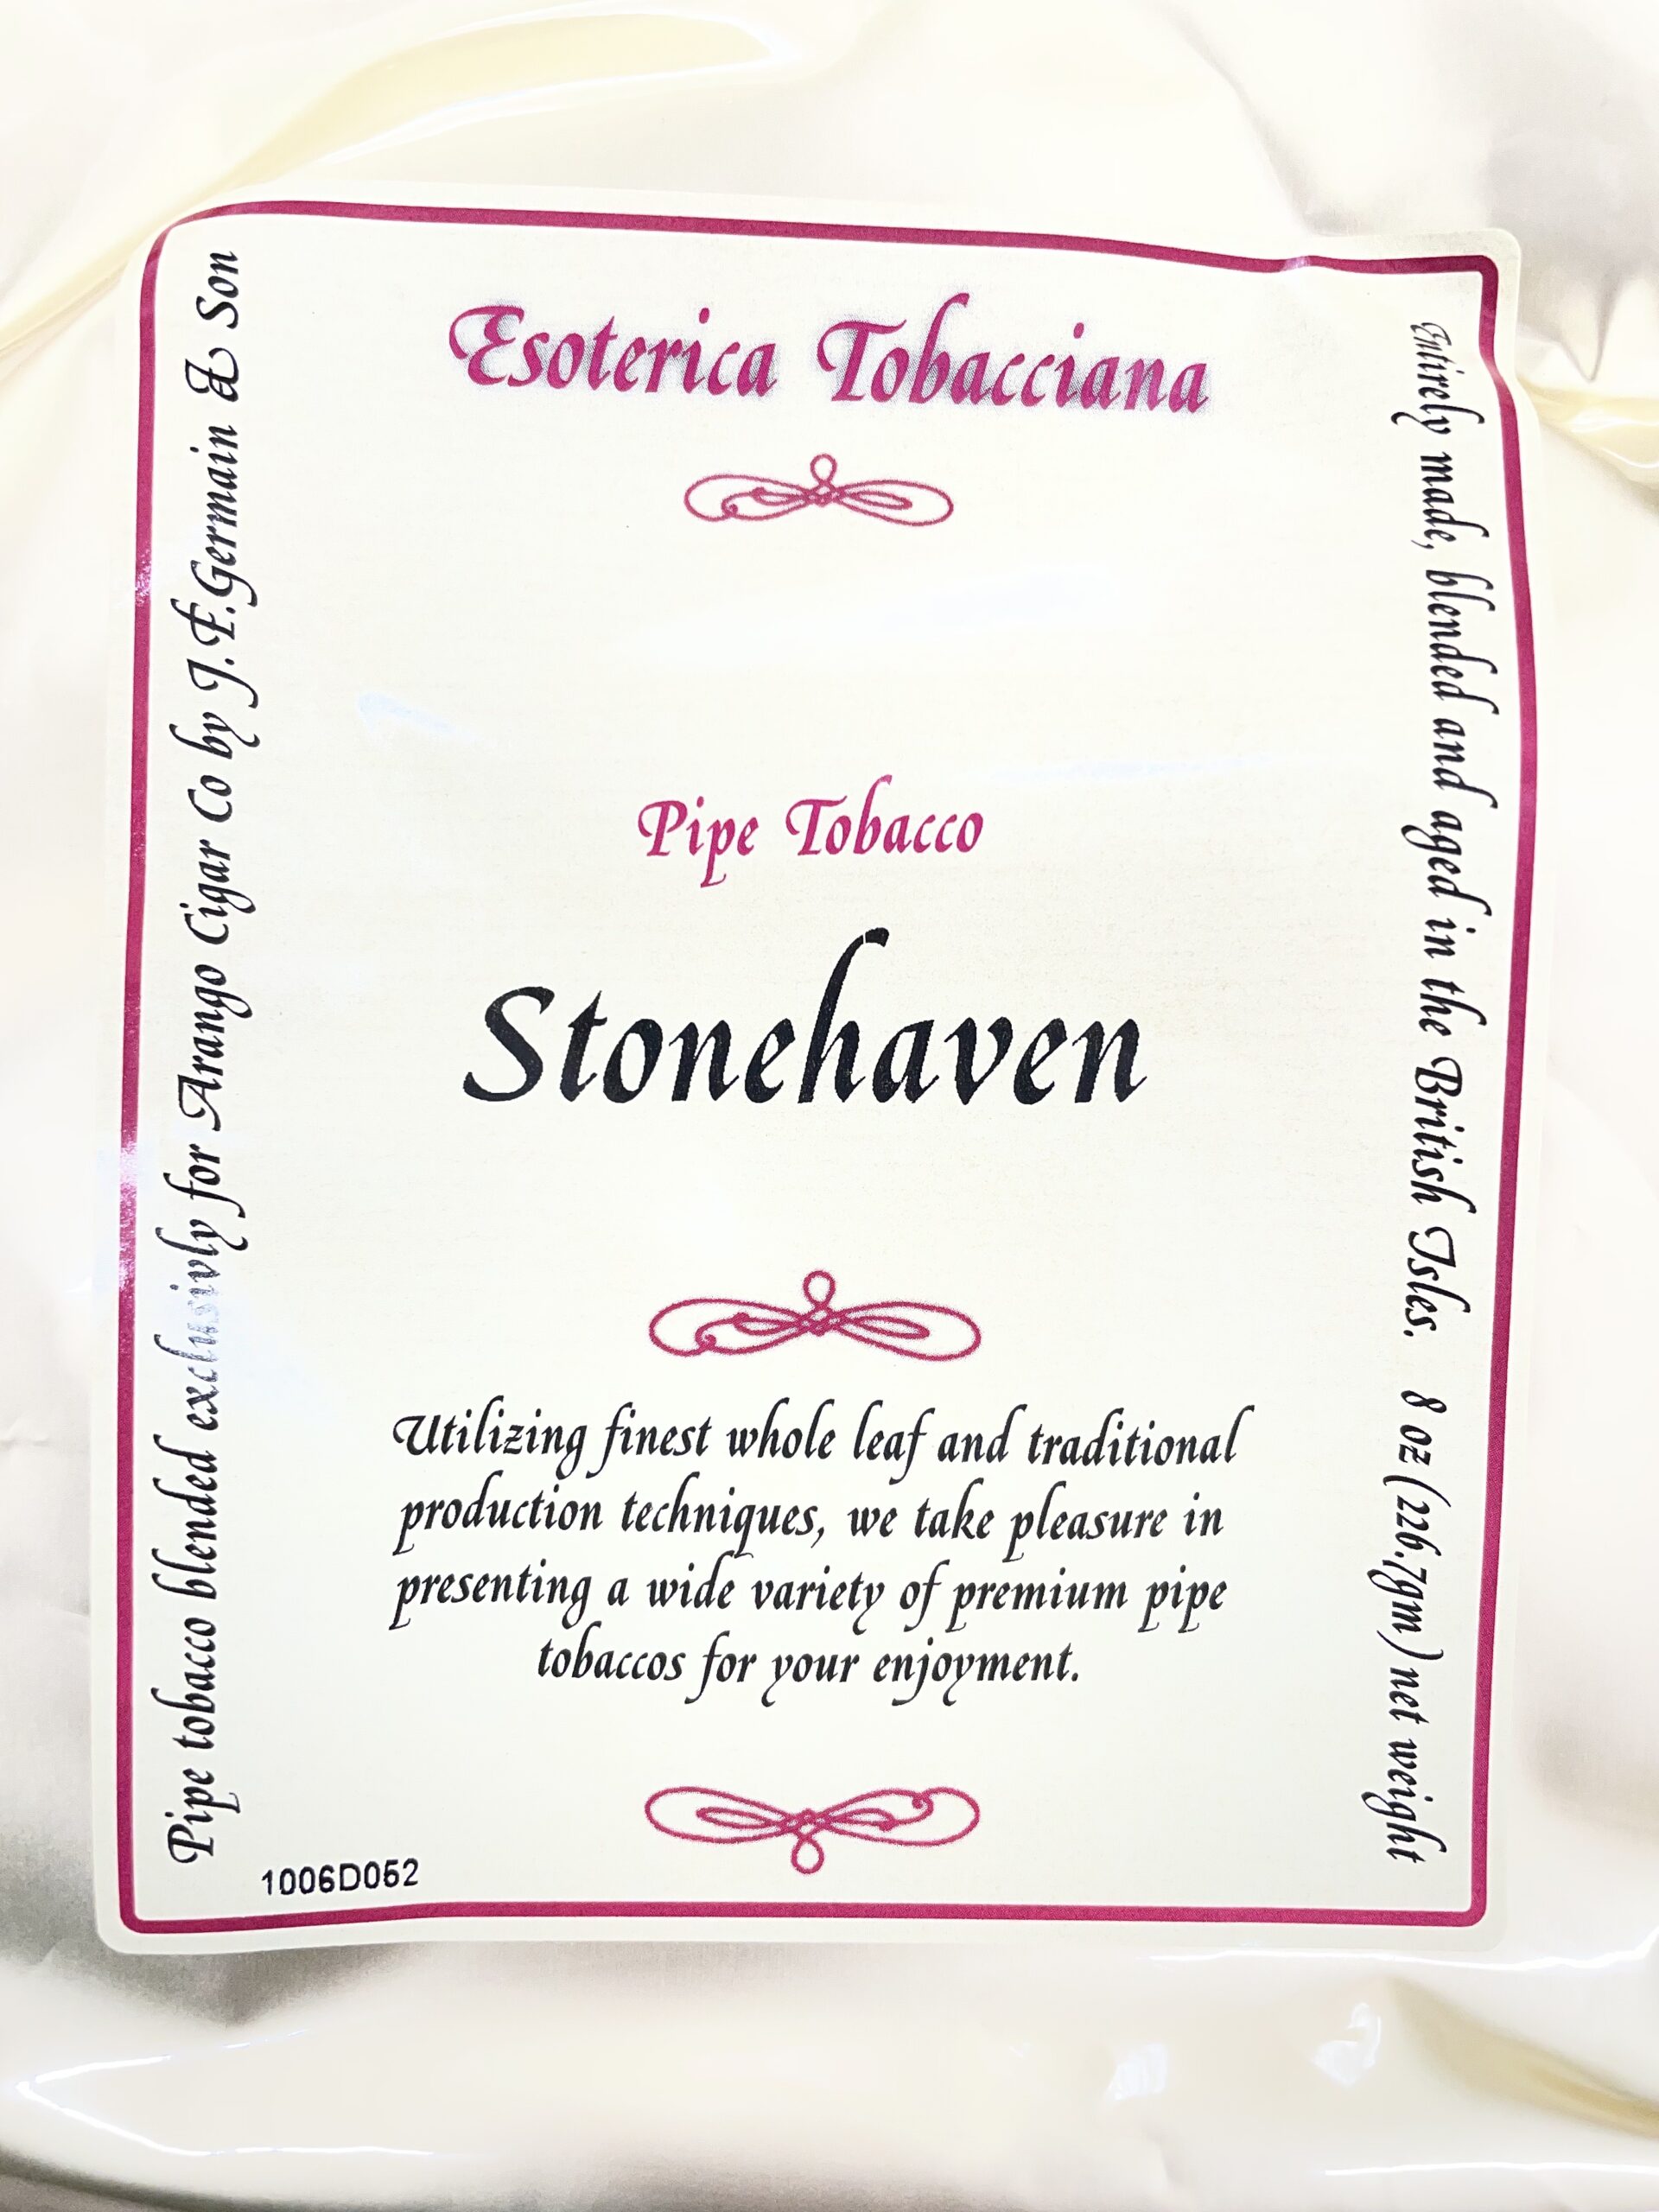 Esoterica Tobacciana
Pipe Tobacco
Stonehaven
Utilizing finest whole leaf and traditional
production techniques, we take pleasure in
presenting a wide variety of premium pipe
tobaccos for your enjoyment.
Pipe tobacco blended exclusivly for Arango Cigar Co by J.F.Germain & Son
Entirely made, blended and aged in the British Isles. 8 oz (226.7gm) net weight
1006D052